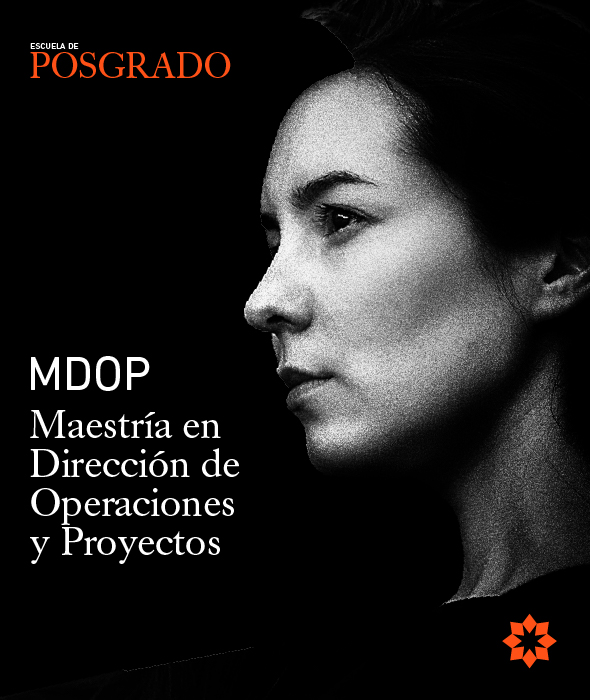 ESCUELA DE
POSGRADO
MDOP
Maestría en
Dirección de
Operaciones
y Proyectos